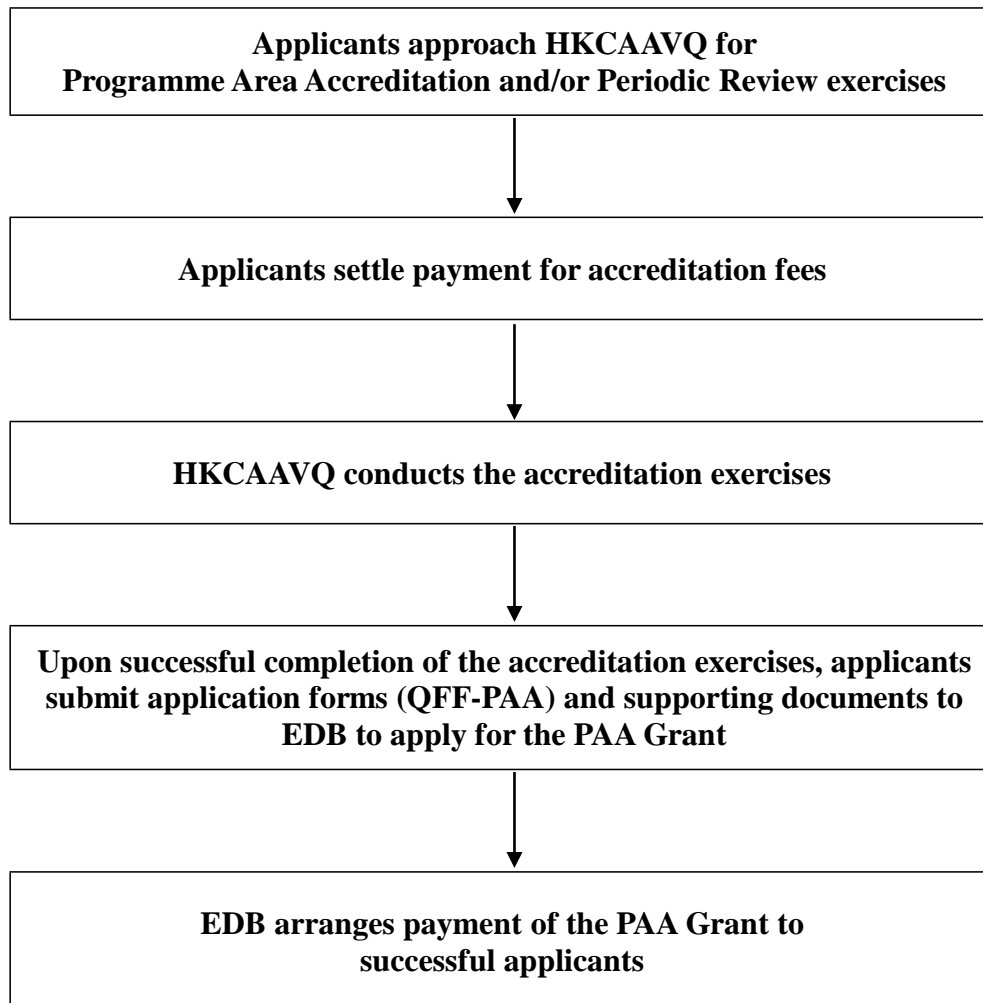 Applicants approach HKCAAVQ for
Programme Area Accreditation and/or Periodic Review exercises
Applicants settle payment for accreditation fees
HKCAAVQ conducts the accreditation exercises
Upon successful completion of the accreditation exercises, applicants
submit application forms (QFF-PAA) and supporting documents to
EDB to apply for the PAA Grant
EDB arranges payment of the PAA Grant to
successful applicants